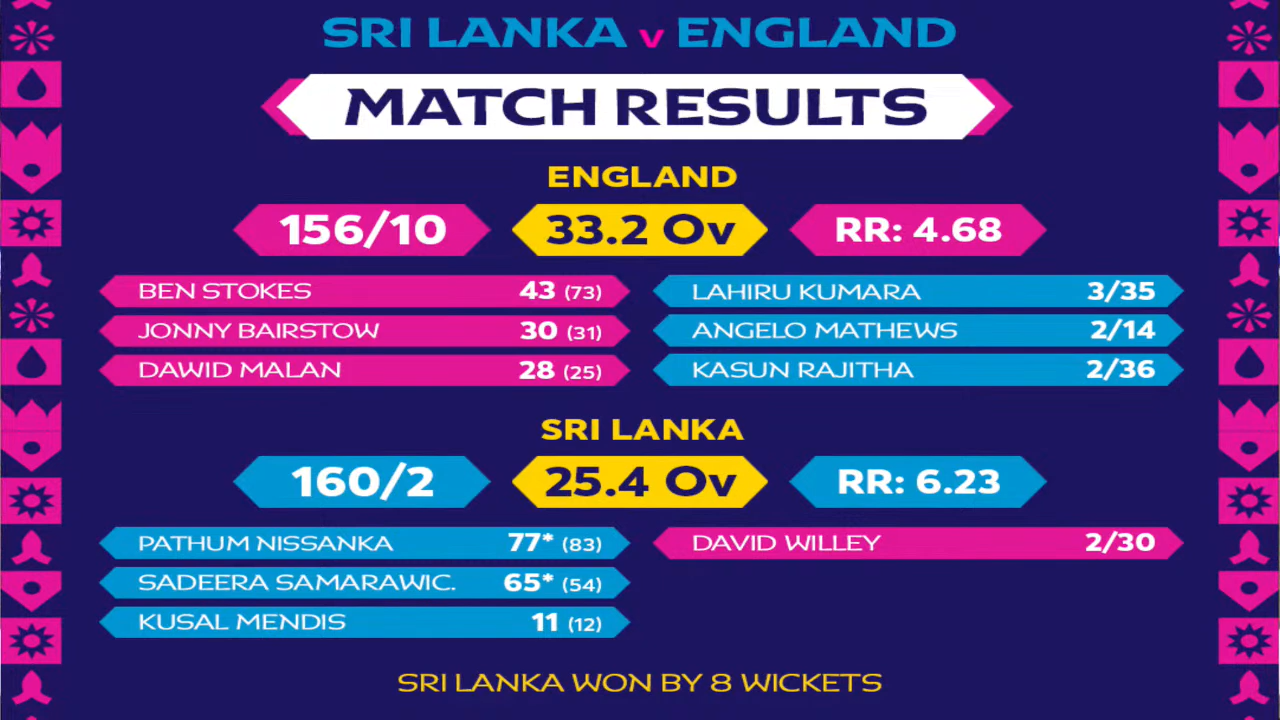 SRI LANKA v ENGLAND
MATCH RESULTS
ENGLAND
156/10 33.2 Ov RR: 4.68
BEN STOKES 43 (73) LAHIRU KUMARA 3/35
JONNY BAIRSTOW 30 (31) ANGELO MATHEWS 2/14
DAWID MALAN 28 (25) KASUN RAJITHA 2/36
SRI LANKA
160/2 25.4 Ov RR: 6.23
PATHUM NISSANKA 77* (83) DAVID WILLEY 2/30
SADEERA SAMARAWIC. 65* (54)
KUSAL MENDIS 11 (12)
SRI LANKA WON BY 8 WICKETS